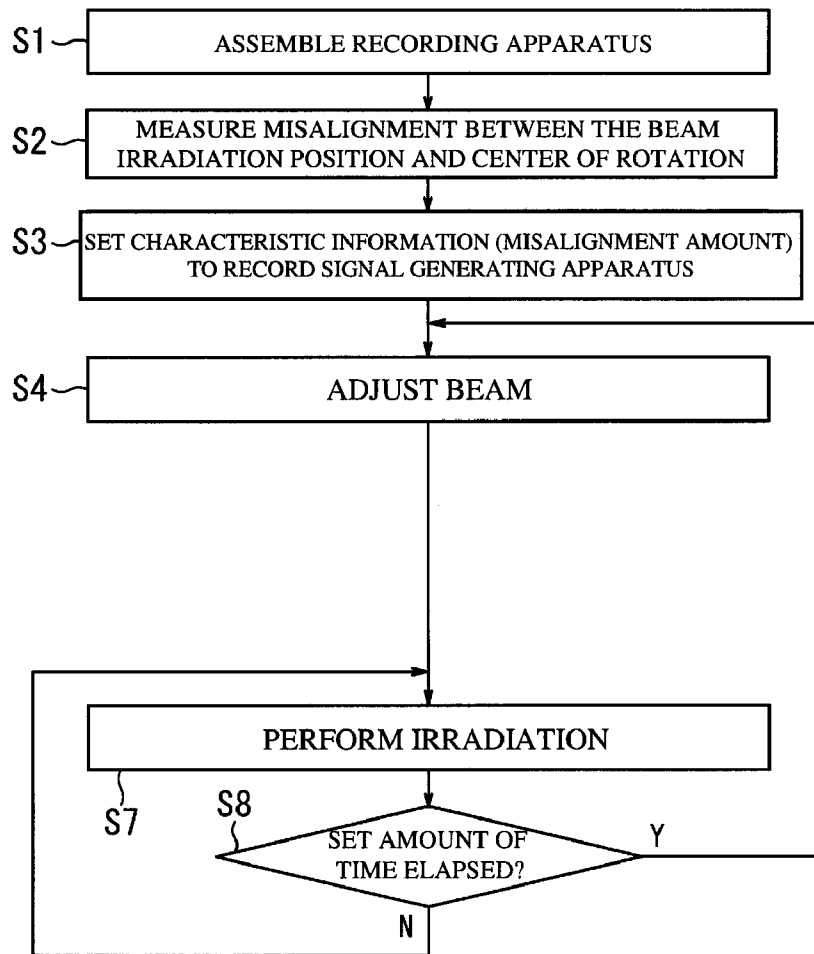 S1
ASSEMBLE RECORDING APPARATUS
S2
MEASURE MISALIGNMENT BETWEEN THE BEAM
IRRADIATION POSITION AND CENTER OF ROTATION
S3
SET CHARACTERISTIC INFORMATION (MISALIGNMENT AMOUNT)
TO RECORD SIGNAL GENERATING APPARATUS
S4
ADJUST BEAM
PERFORM IRRADIATION
S7
S8
SET AMOUNT OF
TIME ELAPSED?
Y
N